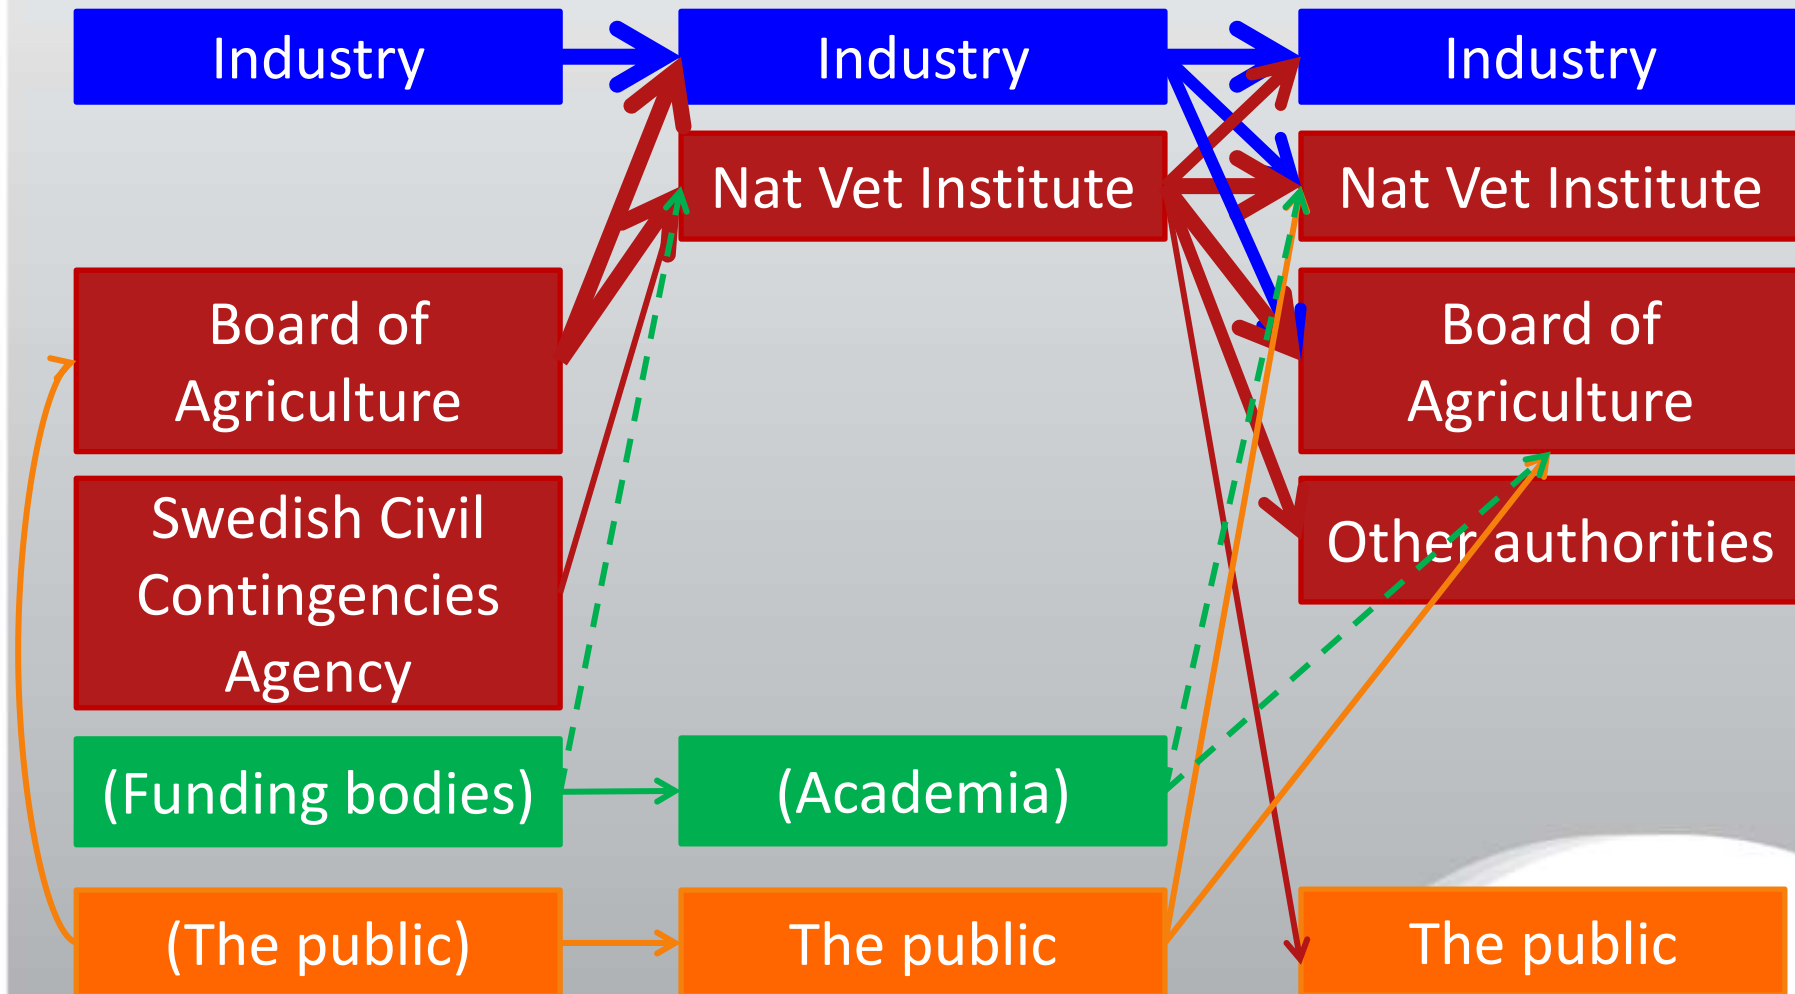 Industry
Industry
Industry
Nat Vet Institute
Nat Vet Institute
Board of
Agriculture
Board of
Agriculture
Swedish Civil
Contingencies
Agency
Other authorities
(Funding bodies)
(Academia)
(The public)
The public
The public